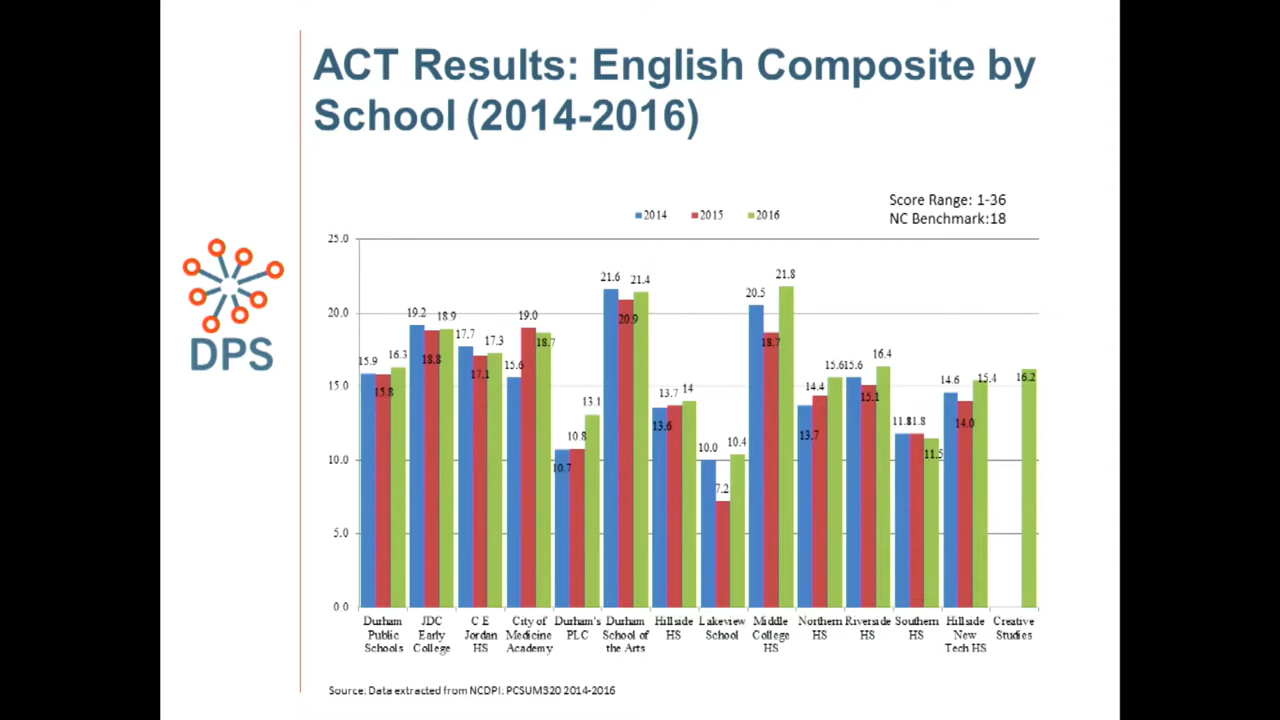 ACT Results: English Composite by
School (2014-2016)
Score Range: 1-36
NC Benchmark:18
2014 2015 2016
25.0
20.0
15.0
10.0
5.0
0.0
15.9 15.8 16.3
19.2 18.8 18.9
17.7 17.1 17.3
15.6 19.0 18.7
10.7 10.8 13.1
21.6 20.9 21.4
13.6 13.7 14
10.0 7.2 10.4
20.5 18.7 21.8
13.7 14.4 15.6
15.6 15.1 16.4
11.8 11.8 11.5
14.6 14.0 15.4
16.2
Durham
Public
Schools
JDC
Early
College
C E
Jordan
HS
City of
Medicine
Academy
Durham's
PLC
Durham
School of
the Arts
Hillside
HS
Lakeview
School
Middle
College
HS
Northern
HS
Riverside
HS
Southern
HS
Hillside
New
Tech HS
Creative
Studies
DPS
Source: Data extracted from NCDPI: PCSUM320 2014-2016